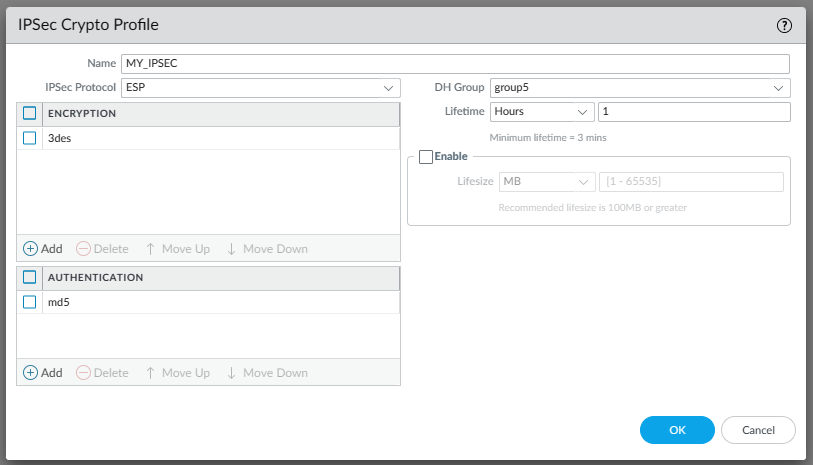 IPSec Crypto Profile
Name MY_IPSEC
IPSec Protocol ESP
DH Group group5
ENCRYPTION
3des
Add Delete Move Up Move Down
AUTHENTICATION
md5
Add Delete Move Up Move Down
Lifetime Hours 1
Minimum lifetime = 3 mins
Enable
Lifesize MB [1 - 65535]
Recommended lifesize is 100MB or greater
OK Cancel